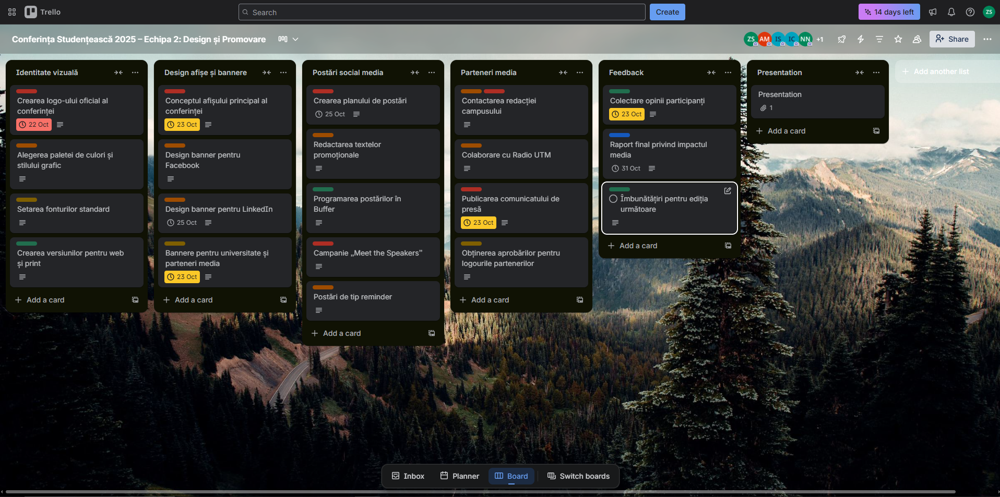 Trello
Search
Create
14 days left
ZS
Conferința Studențească 2025 – Echipa 2: Design și Promovare
ZS AM IS IC NN +1
Share
Identitate vizuală
Crearea logo-ului oficial al
conferinței
22 Oct
Alegerea paletei de culori și
stilului grafic
Setarea fonturilor standard
Crearea versiunilor pentru web
și print
Add a card
Design afișe și bannere
Conceptul afișului principal al
conferinței
23 Oct
Design banner pentru
Facebook
Design banner pentru LinkedIn
25 Oct
Bannere pentru universitate și
parteneri media
23 Oct
Add a card
Postări social media
Crearea planului de postări
25 Oct
Redactarea textelor
promoționale
Programarea postărilor în
Buffer
Campanie „Meet the Speakers”
Postări de tip reminder
Add a card
Parteneri media
Contactarea redacției
campusului
Colaborare cu Radio UTM
Publicarea comunicatului de
presă
23 Oct
Obținerea aprobărilor pentru
logourile partenerilor
Add a card
Feedback
Colectare opinii participanți
23 Oct
Raport final privind impactul
media
31 Oct
Îmbunătățiri pentru ediția
următoare
Add a card
Presentation
Presentation
1
Add a card
Add another list
Inbox
Planner
Board
Switch boards